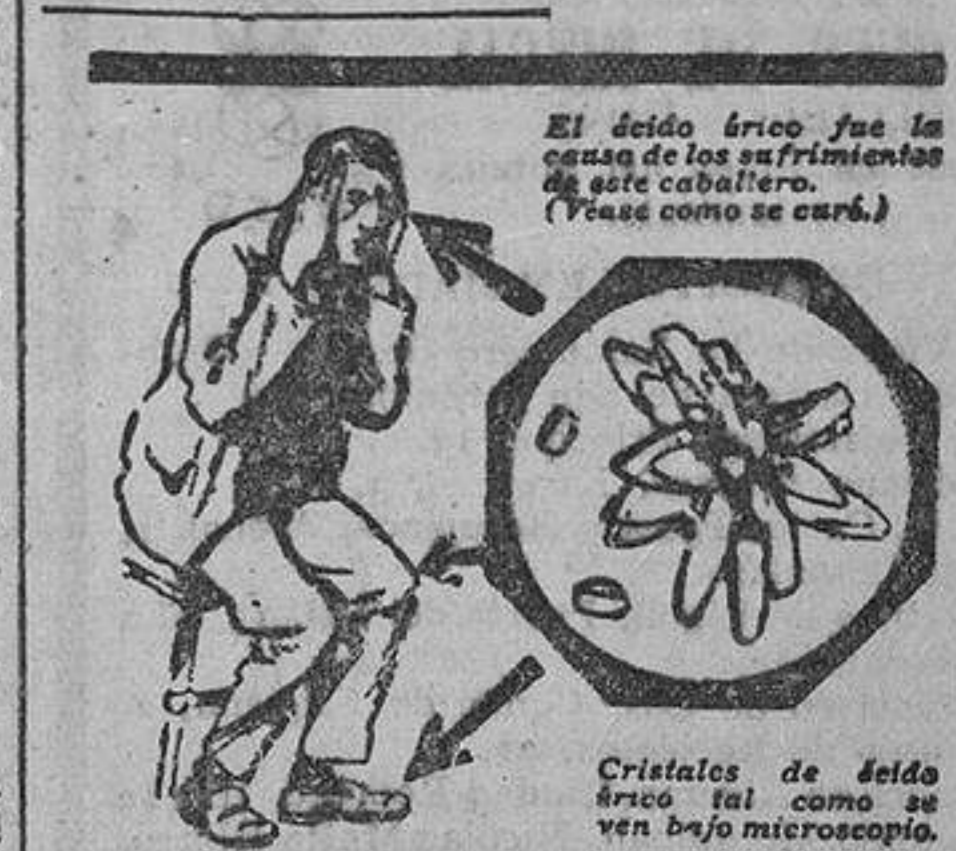 El ácido úrico fue la
causa de los sufrimientos
de este caballero.
(Véase como se curó.)
Cristales de ácido
úrico tal como se
ven bajo microscopio.